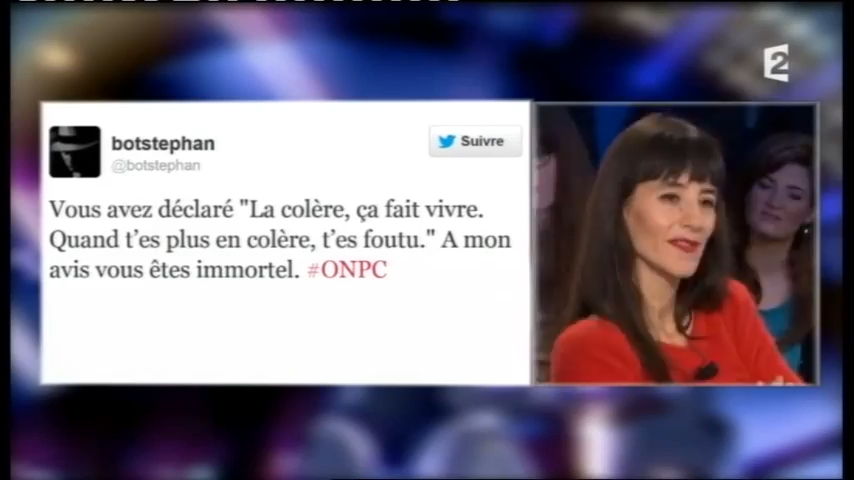 2
botstephan
Suivre
@botstephan
Vous avez déclaré "La colère, ça fait vivre.
Quand t'es plus en colère, t'es foutu." A mon
avis vous êtes immortel. #ONPC